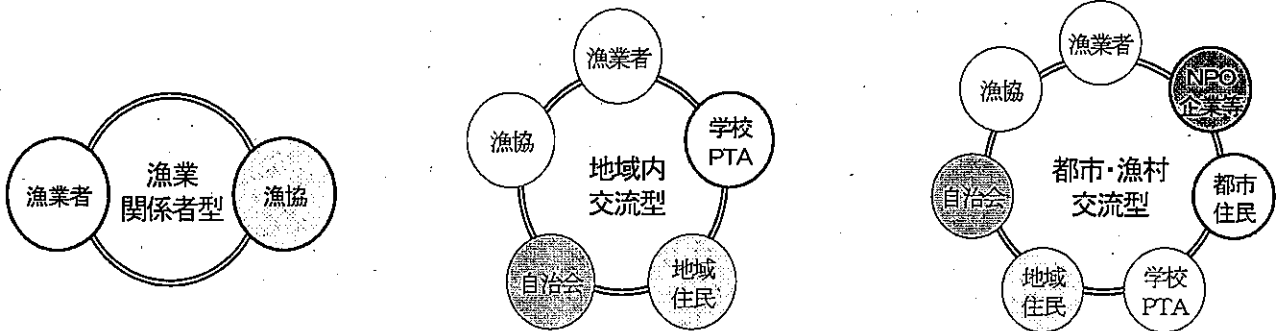 漁業者
漁業
関係者型
漁協
漁業者
漁協
学校
PTA
地域内
交流型
自治会
地域
住民
漁業者
漁協
NPO
企業等
都市・漁村
交流型
自治会
都市
住民
地域
住民
学校
PTA